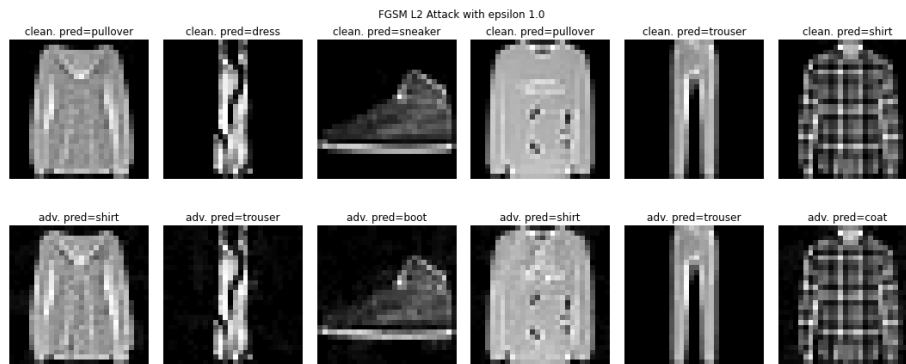 FGSM L2 Attack with epsilon 1.0
clean. pred=pullover clean. pred=dress clean. pred=sneaker clean. pred=pullover clean. pred=trouser clean. pred=shirt
adv. pred=shirt adv. pred=trouser adv. pred=boot adv. pred=shirt adv. pred=trouser adv. pred=coat